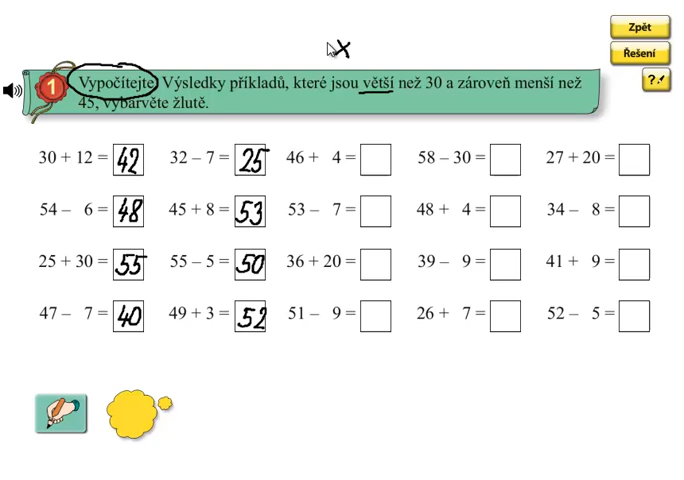 Zpět
Řešení
?
1
Vypočítejte. Výsledky příkladů, které jsou větší než 30 a zároveň menší než
45, vybarvěte žlutě.
30 + 12 = 42 32 – 7 = 25 46 + 4 = 58 – 30 = 27 + 20 =
54 – 6 = 48 45 + 8 = 53 53 – 7 = 48 + 4 = 34 – 8 =
25 + 30 = 55 55 – 5 = 50 36 + 20 = 39 – 9 = 41 + 9 =
47 – 7 = 40 49 + 3 = 52 51 – 9 = 26 + 7 = 52 – 5 =